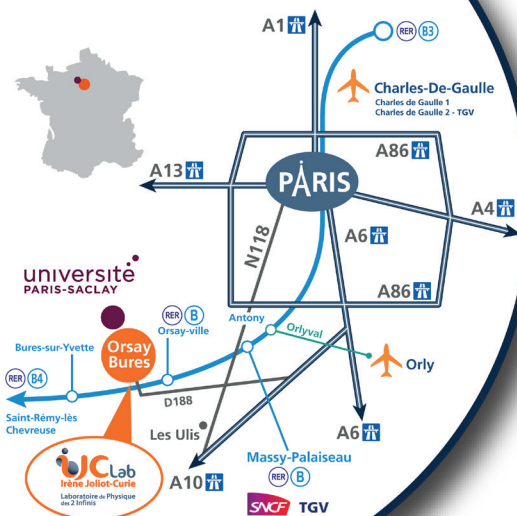 A1
RER B3
Charles-De-Gaulle
Charles de Gaulle 1
Charles de Gaulle 2 - TGV
A86
A13
PARIS
A4
N118
A6
université
PARIS-SACLAY
A86
RER B
Orsay-ville
Antony
Orlyval
Orsay
Bures
Bures-sur-Yvette
Orly
RER B4
D188
Saint-Rémy-lès
Chevreuse
Les Ulis
A6
Massy-Palaiseau
RER B
IJCLab
Irène Joliot-Curie
Laboratoire de Physique
des 2 Infinis
A10
SNCF TGV